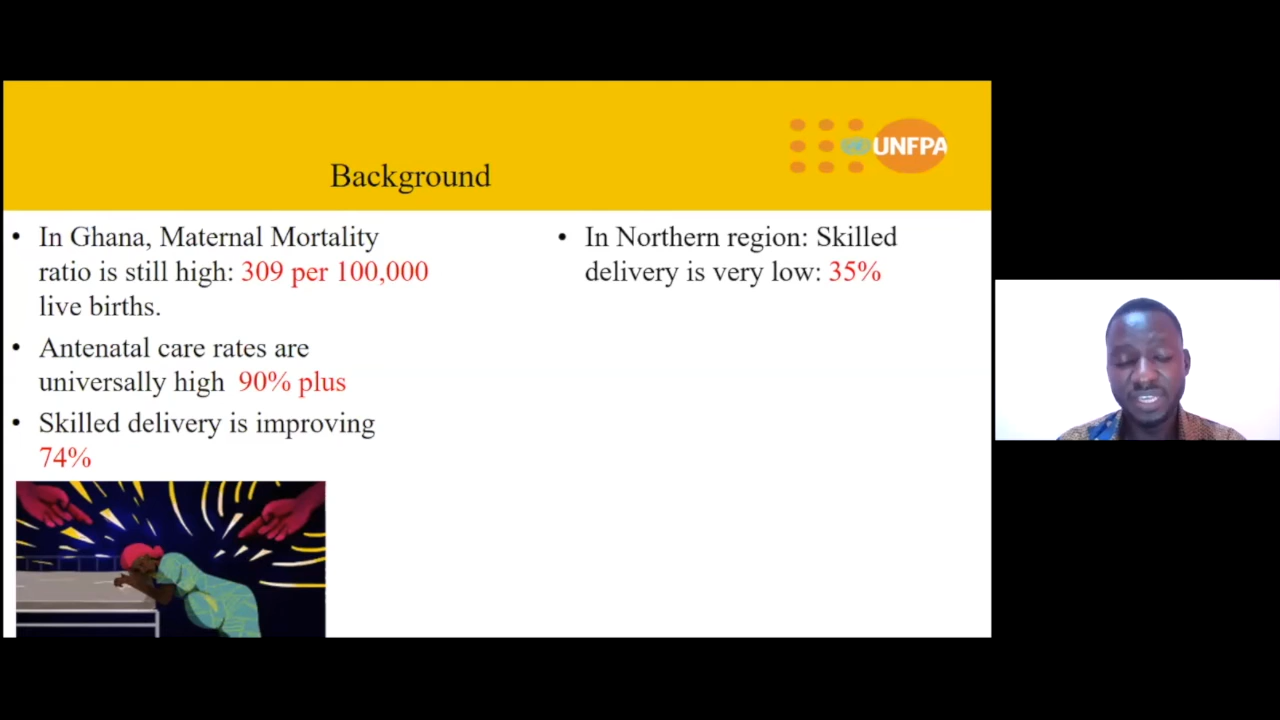 UNFPA
Background
• In Ghana, Maternal Mortality
ratio is still high: 309 per 100,000
live births.
• Antenatal care rates are
universally high 90% plus
• Skilled delivery is improving
74%
• In Northern region: Skilled
delivery is very low: 35%